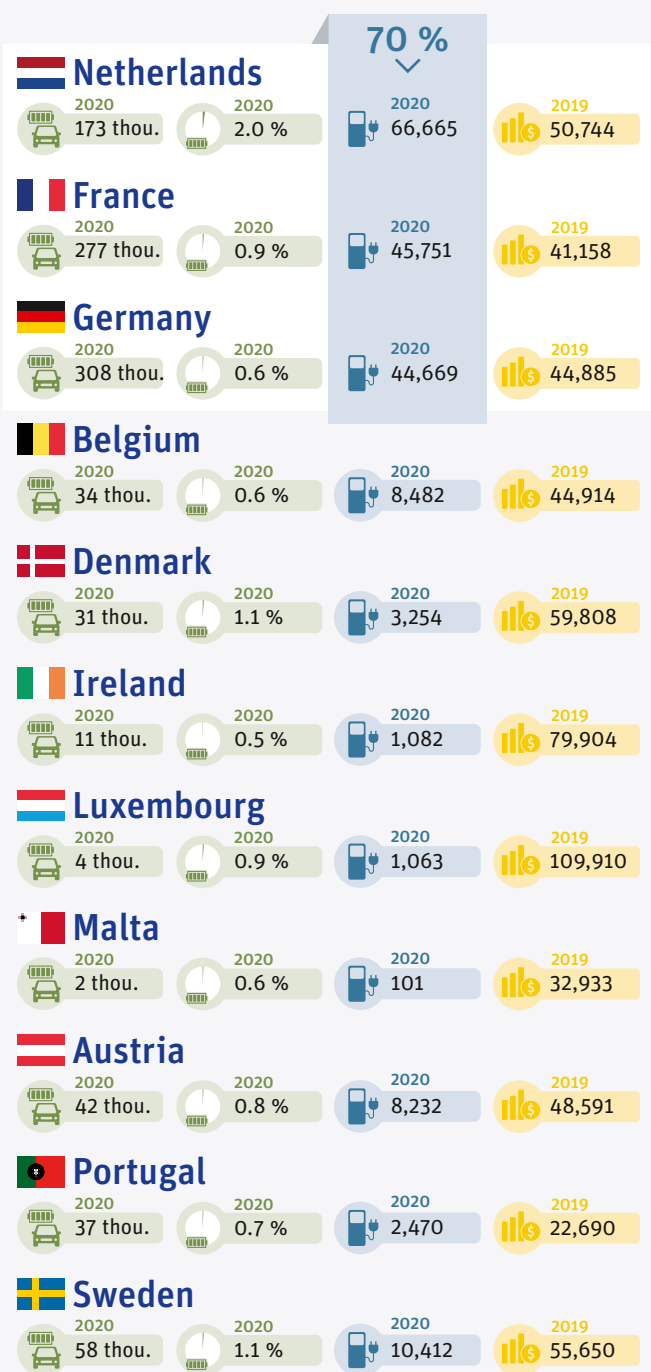 70 %
Netherlands
2020 2020 2020 2019
173 thou. 2.0 % 66,665 50,744
France
2020 2020 2020 2019
277 thou. 0.9 % 45,751 41,158
Germany
2020 2020 2020 2019
308 thou. 0.6 % 44,669 44,885
Belgium
2020 2020 2020 2019
34 thou. 0.6 % 8,482 44,914
Denmark
2020 2020 2020 2019
31 thou. 1.1 % 3,254 59,808
Ireland
2020 2020 2020 2019
11 thou. 0.5 % 1,082 79,904
Luxembourg
2020 2020 2020 2019
4 thou. 0.9 % 1,063 109,910
Malta
2020 2020 2020 2019
2 thou. 0.6 % 101 32,933
Austria
2020 2020 2020 2019
42 thou. 0.8 % 8,232 48,591
Portugal
2020 2020 2020 2019
37 thou. 0.7 % 2,470 22,690
Sweden
2020 2020 2020 2019
58 thou. 1.1 % 10,412 55,650